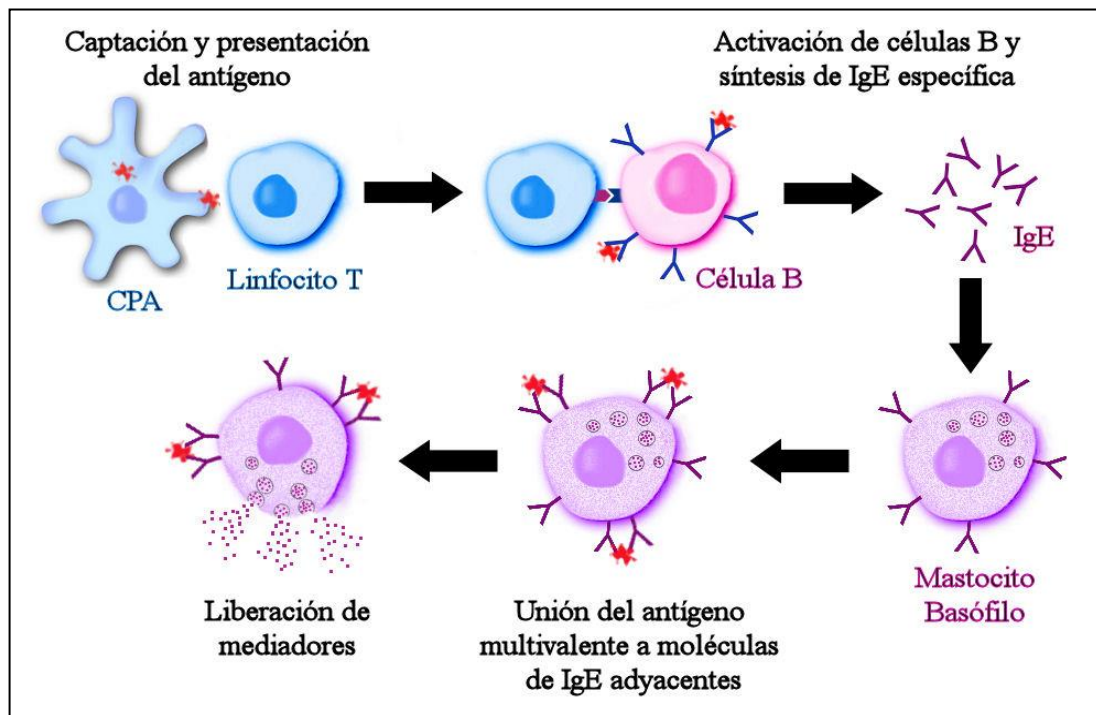 Captación y presentación
del antígeno
Activación de células B y
síntesis de IgE específica
CPA
Linfocito T
Célula B
IgE
Mastocito
Basófilo
Unión del antígeno
multivalente a moléculas
de IgE adyacentes
Liberación de
mediadores